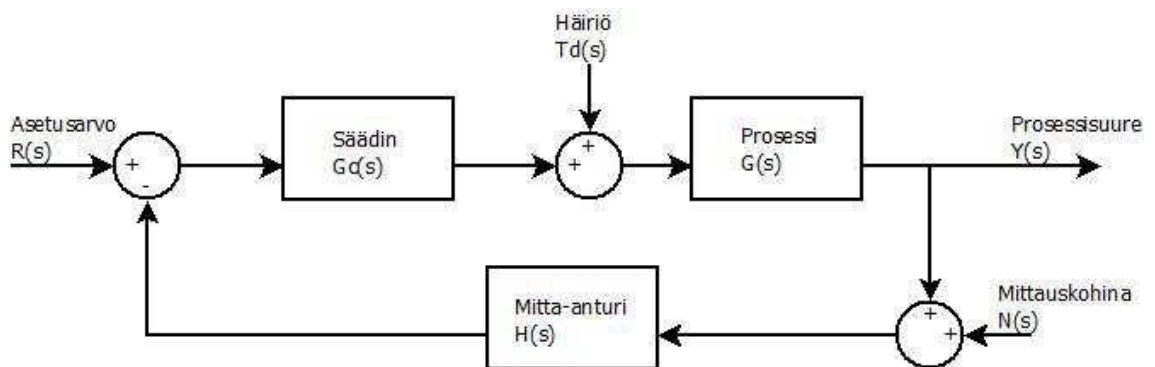 Häiriö
Td(s)
Asetusarvo
R(s)
+
-
Säädin
Gc(s)
+
+
Prosessi
G(s)
Prosessisuure
Y(s)
Mitta-anturi
H(s)
+
+
Mittauskohina
N(s)